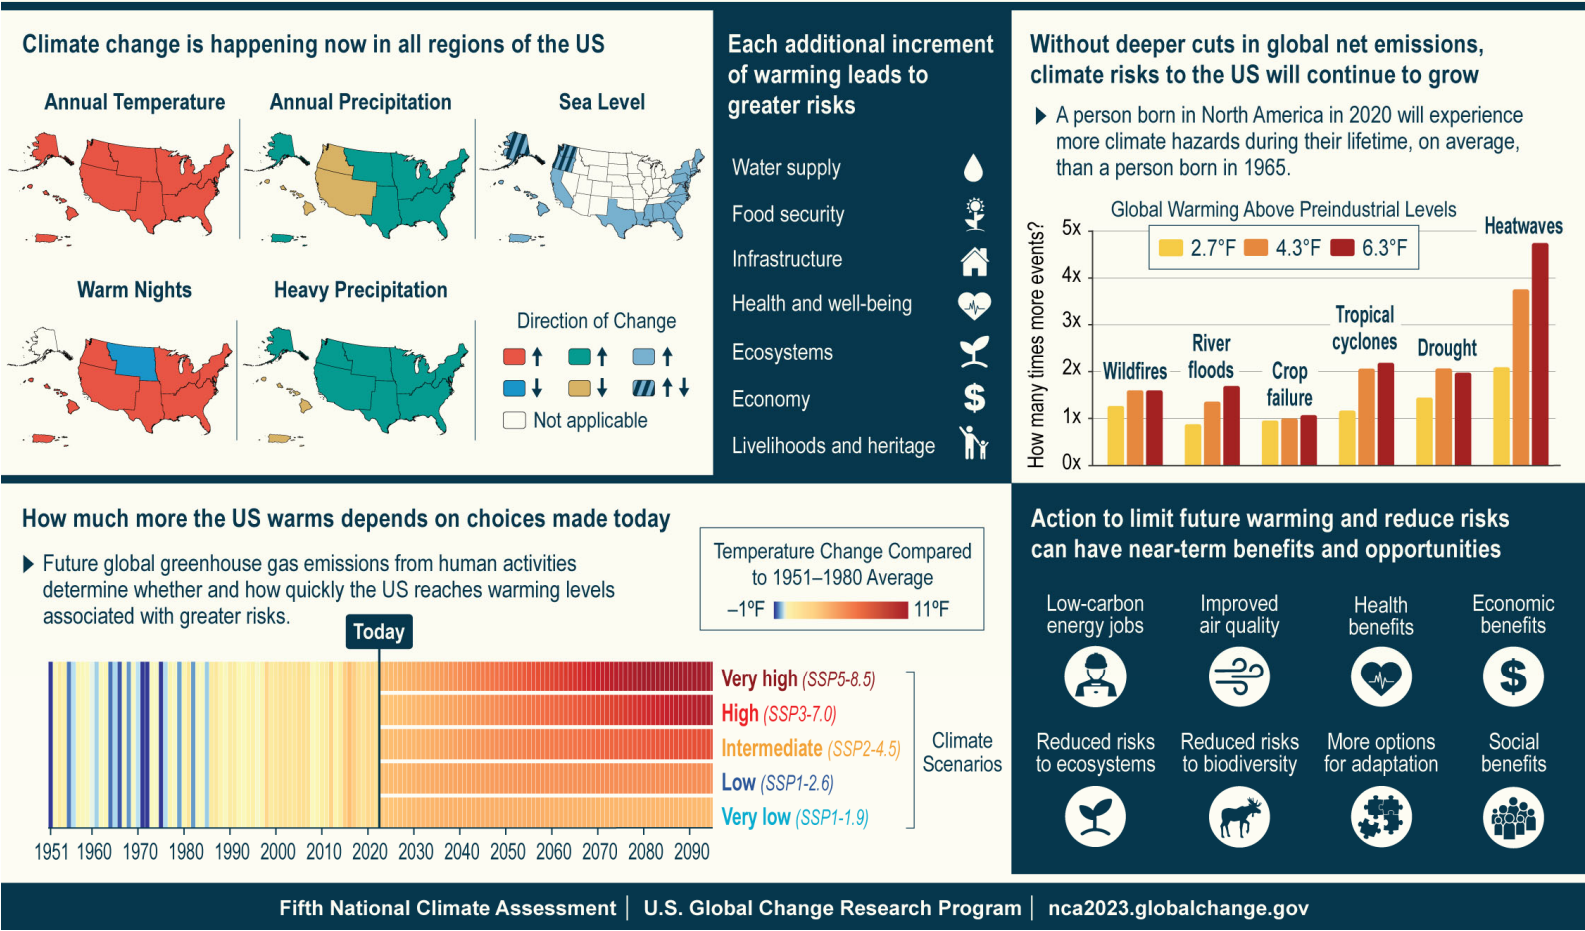 Climate change is happening now in all regions of the US
Annual Temperature
Annual Precipitation
Sea Level
Warm Nights
Heavy Precipitation
Direction of Change
Not applicable
Each additional increment
of warming leads to
greater risks
Water supply
Food security
Infrastructure
Health and well-being
Ecosystems
Economy
$
Livelihoods and heritage
Without deeper cuts in global net emissions,
climate risks to the US will continue to grow
A person born in North America in 2020 will experience
more climate hazards during their lifetime, on average,
than a person born in 1965.
Global Warming Above Preindustrial Levels
2.7°F 4.3°F 6.3°F
How many times more events?
5x
4x
3x
2x
1x
0x
Wildfires
River
floods
Crop
failure
Tropical
cyclones
Drought
Heatwaves
How much more the US warms depends on choices made today
Future global greenhouse gas emissions from human activities
determine whether and how quickly the US reaches warming levels
associated with greater risks.
Temperature Change Compared
to 1951–1980 Average
–1ºF 11ºF
Today
Very high (SSP5-8.5)
High (SSP3-7.0)
Intermediate (SSP2-4.5)
Low (SSP1-2.6)
Very low (SSP1-1.9)
Climate
Scenarios
1951 1960 1970 1980 1990 2000 2010 2020 2030 2040 2050 2060 2070 2080 2090
Action to limit future warming and reduce risks
can have near-term benefits and opportunities
Low-carbon
energy jobs
Improved
air quality
Health
benefits
Economic
benefits
$
Reduced risks
to ecosystems
Reduced risks
to biodiversity
More options
for adaptation
Social
benefits
Fifth National Climate Assessment | U.S. Global Change Research Program | nca2023.globalchange.gov